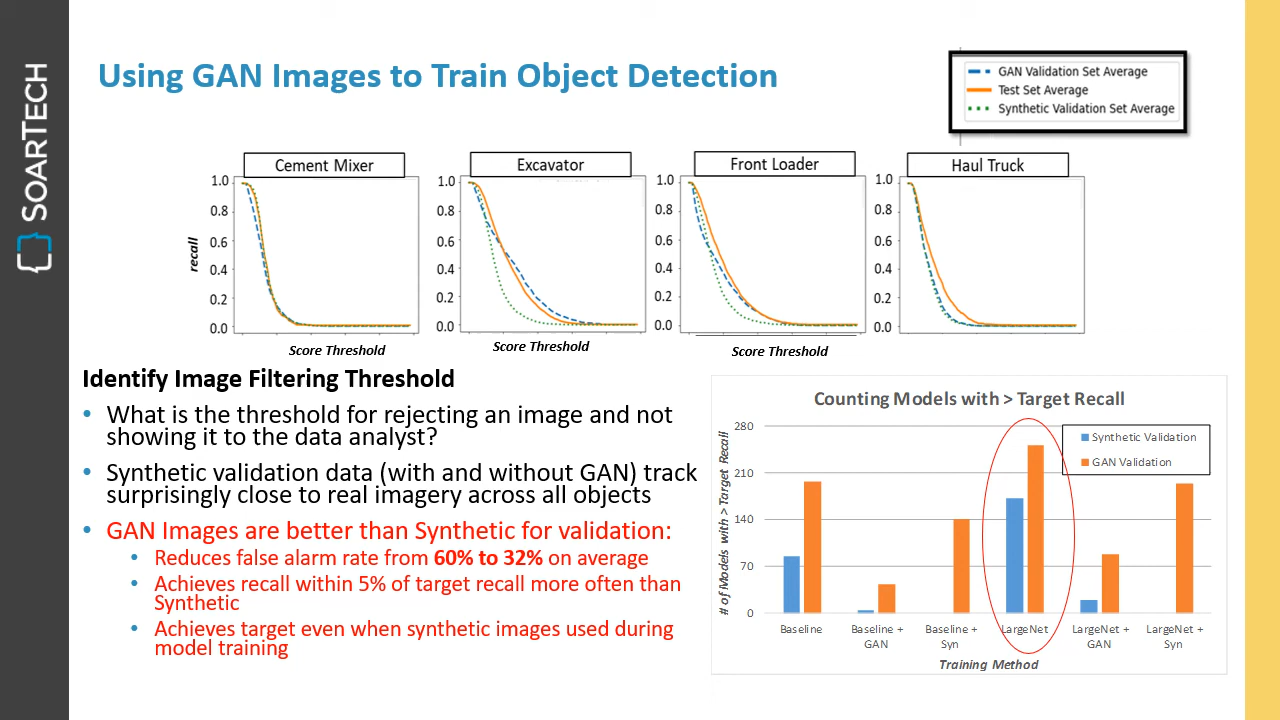 SOARTECH
Using GAN Images to Train Object Detection
GAN Validation Set Average
Test Set Average
Synthetic Validation Set Average
Cement Mixer
Excavator
Front Loader
Haul Truck
recall
1.0
0.8
0.6
0.4
0.2
0.0
1.0
0.8
0.6
0.4
0.2
0.0
1.0
0.8
0.6
0.4
0.2
0.0
1.0
0.8
0.6
0.4
0.2
0.0
Score Threshold
Score Threshold
Score Threshold
Identify Image Filtering Threshold
• What is the threshold for rejecting an image and not
showing it to the data analyst?
• Synthetic validation data (with and without GAN) track
surprisingly close to real imagery across all objects
• GAN Images are better than Synthetic for validation:
• Reduces false alarm rate from 60% to 32% on average
• Achieves recall within 5% of target recall more often than
Synthetic
• Achieves target even when synthetic images used during
model training
Counting Models with > Target Recall
# of Models with > Target Recall
280
210
140
70
0
Synthetic Validation
GAN Validation
Baseline
Baseline +
GAN
Baseline +
Syn
LargeNet
LargeNet +
GAN
LargeNet +
Syn
Training Method